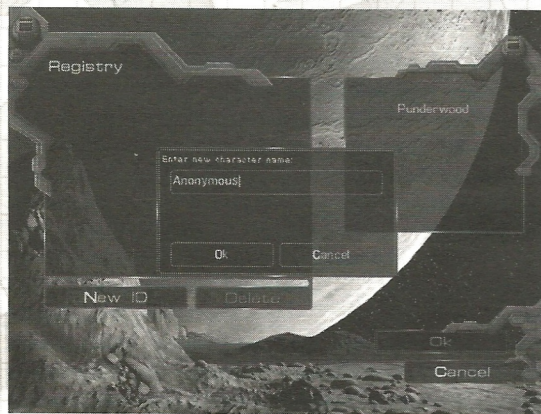 Registry
Punderwood
Enter new character name:
Anonymous
Ok
Cancel
New ID
Delete
Ok
Cancel